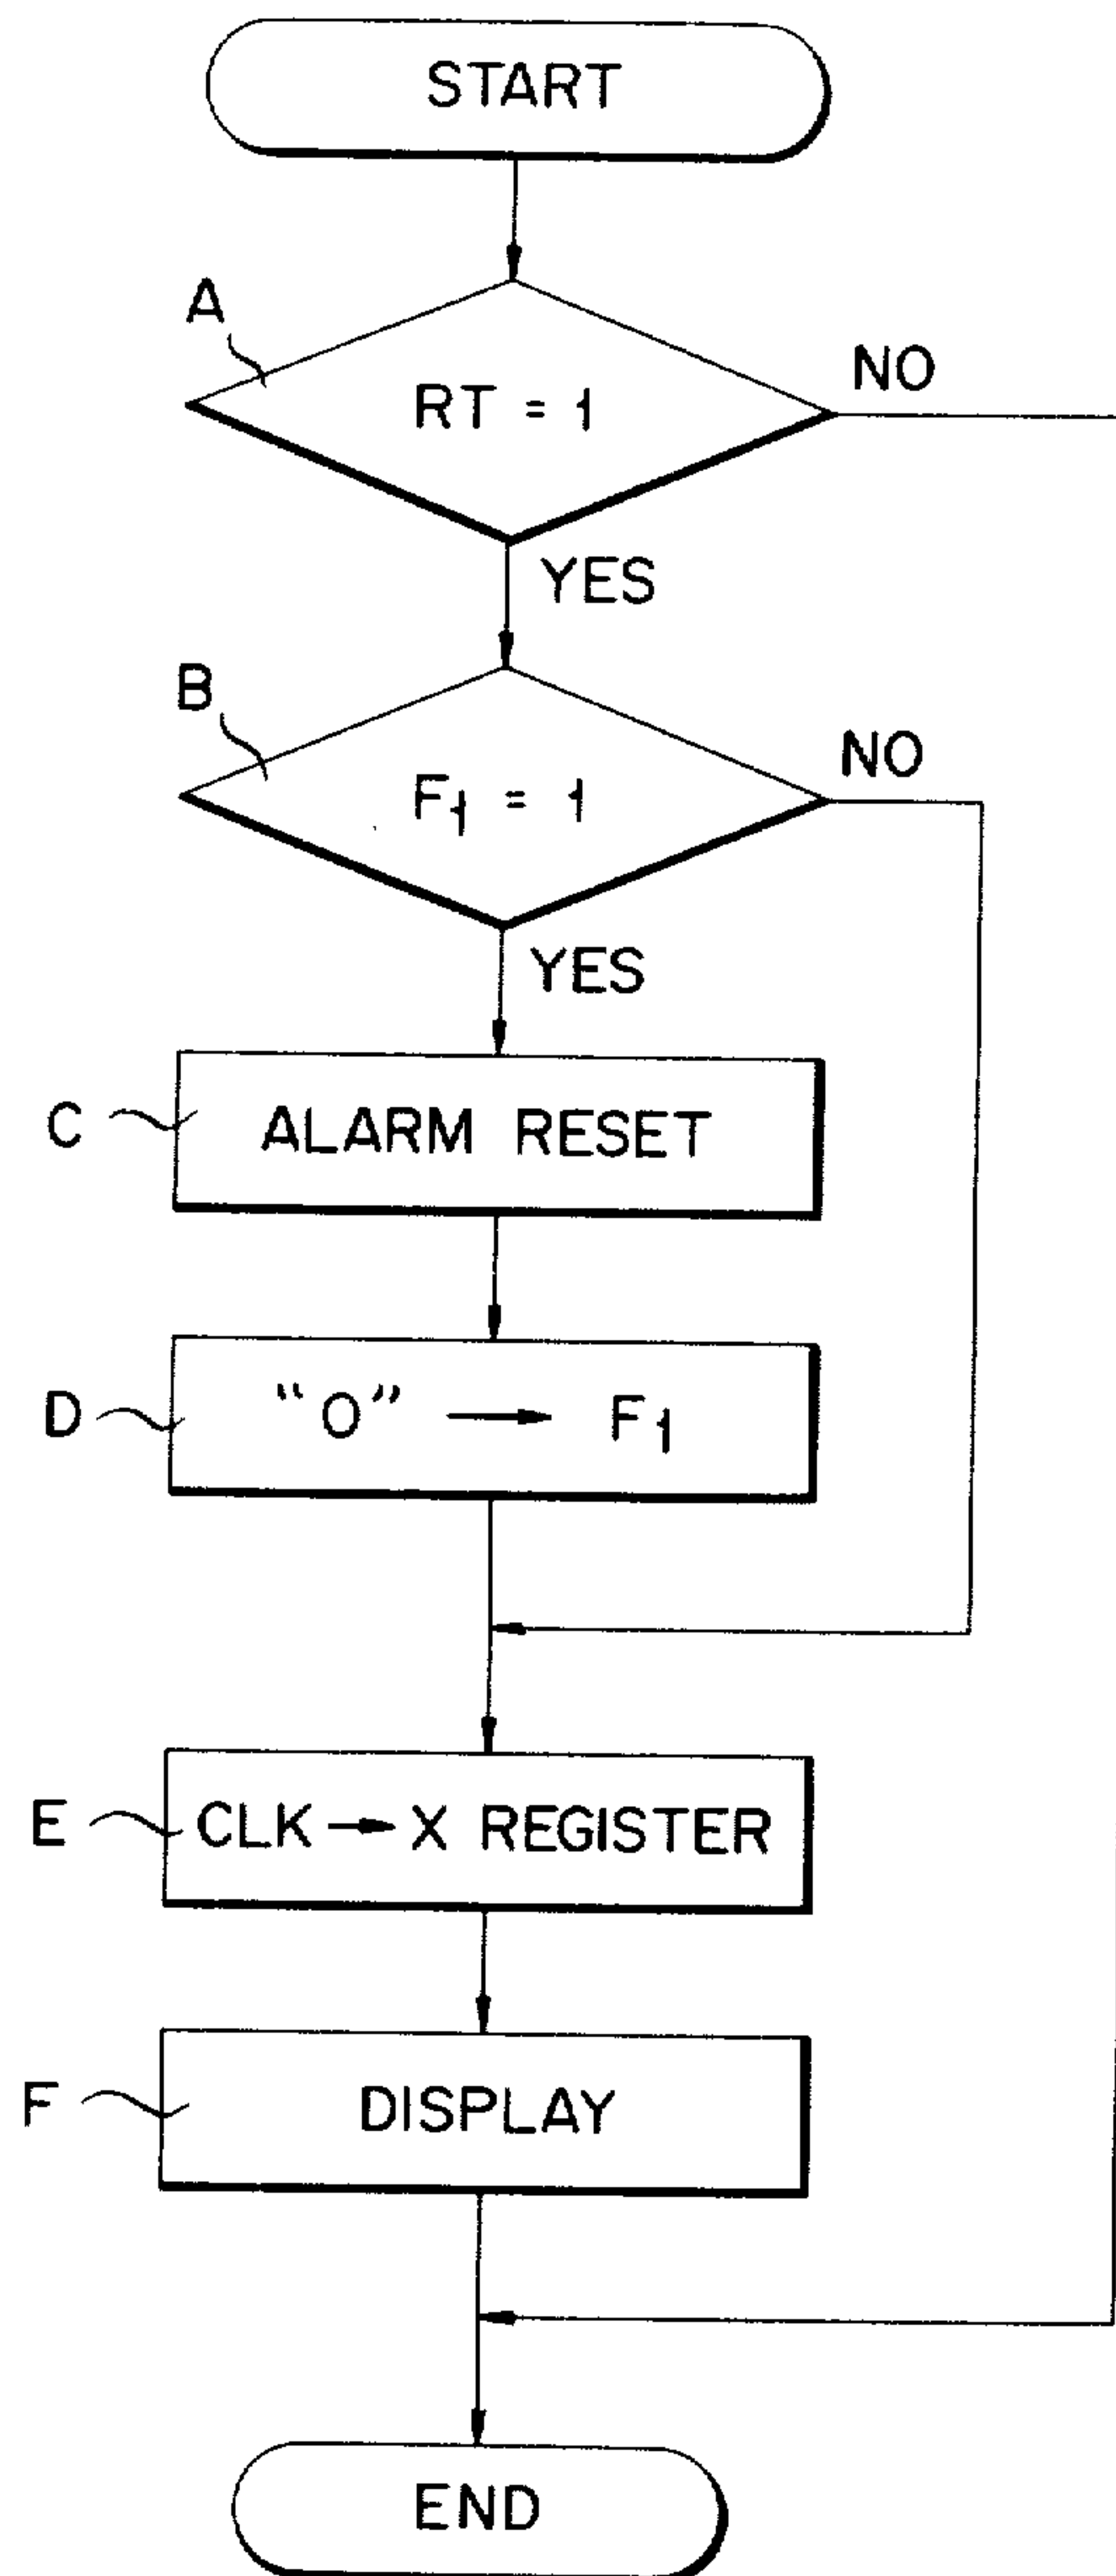 START
A
RT = 1
NO
YES
B
F1 = 1
NO
YES
C
ALARM RESET
D
“0” → F1
E
CLK → X REGISTER
F
DISPLAY
END